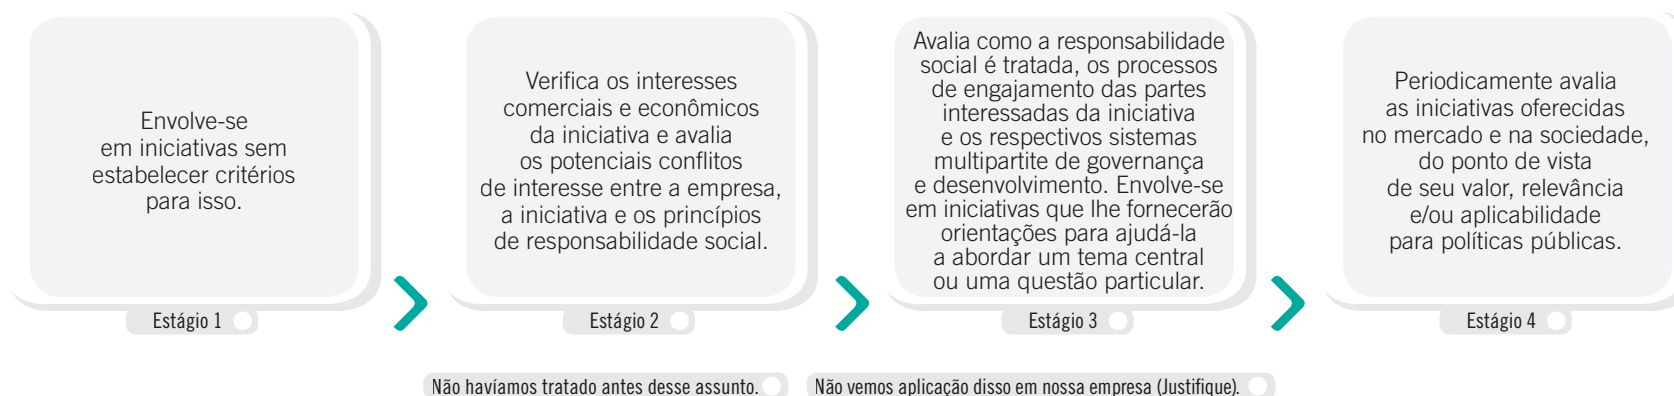 Envolve-se
em iniciativas sem
estabelecer critérios
para isso.
Estágio 1
Verifica os interesses
comerciais e econômicos
da iniciativa e avalia
os potenciais conflitos
de interesse entre a empresa,
a iniciativa e os princípios
de responsabilidade social.
Estágio 2
Avalia como a responsabilidade
social é tratada, os processos
de engajamento das partes
interessadas da iniciativa
e os respectivos sistemas
multipartite de governança
e desenvolvimento. Envolve-se
em iniciativas que lhe fornecerão
orientações para ajudá-la
a abordar um tema central
ou uma questão particular.
Estágio 3
Periodicamente avalia
as iniciativas oferecidas
no mercado e na sociedade,
do ponto de vista
de seu valor, relevância
e/ou aplicabilidade
para políticas públicas.
Estágio 4
Não havíamos tratado antes desse assunto.
Não vemos aplicação disso em nossa empresa (Justifique).